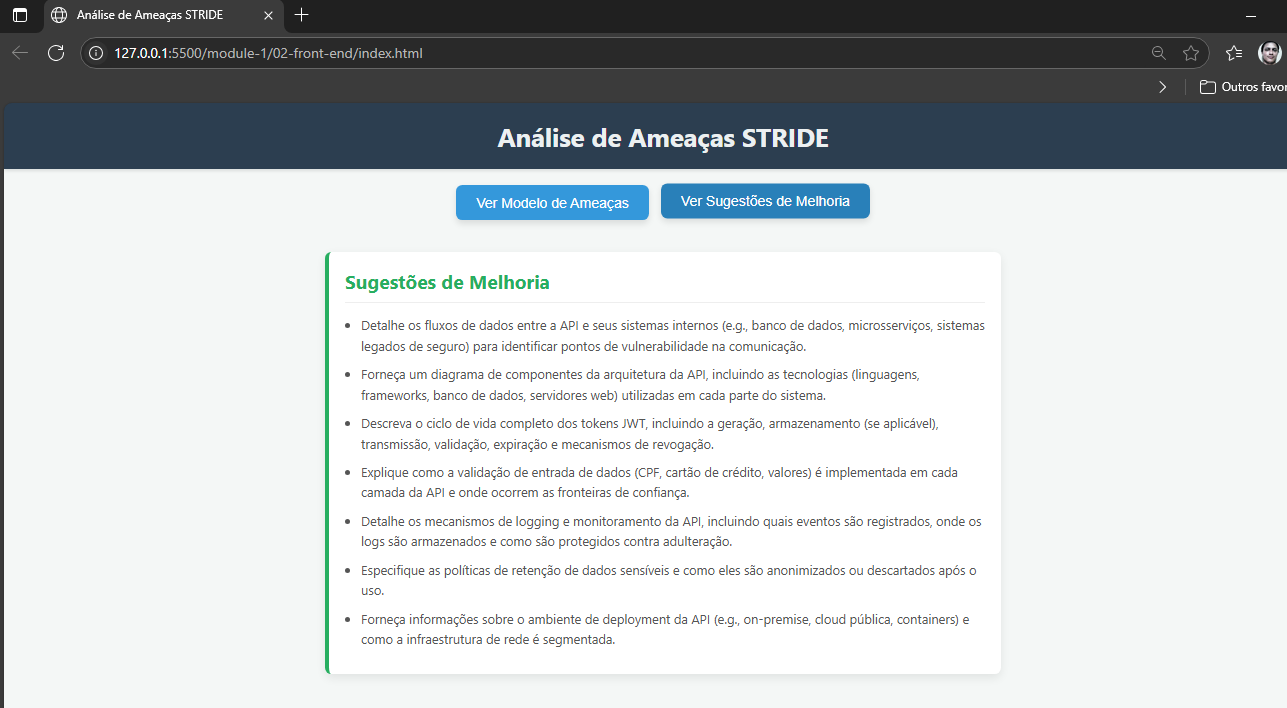 Análise de Ameaças STRIDE
127.0.0.1:5500/module-1/02-front-end/index.html
Outros favor
Análise de Ameaças STRIDE
Ver Modelo de Ameaças
Ver Sugestões de Melhoria
Sugestões de Melhoria
Detalhe os fluxos de dados entre a API e seus sistemas internos (e.g., banco de dados, microsserviços, sistemas
legados de seguro) para identificar pontos de vulnerabilidade na comunicação.
Forneça um diagrama de componentes da arquitetura da API, incluindo as tecnologias (linguagens,
frameworks, banco de dados, servidores web) utilizadas em cada parte do sistema.
Descreva o ciclo de vida completo dos tokens JWT, incluindo a geração, armazenamento (se aplicável),
transmissão, validação, expiração e mecanismos de revogação.
Explique como a validação de entrada de dados (CPF, cartão de crédito, valores) é implementada em cada
camada da API e onde ocorrem as fronteiras de confiança.
Detalhe os mecanismos de logging e monitoramento da API, incluindo quais eventos são registrados, onde os
logs são armazenados e como são protegidos contra adulteração.
Especifique as políticas de retenção de dados sensíveis e como eles são anonimizados ou descartados após o
uso.
Forneça informações sobre o ambiente de deployment da API (e.g., on-premise, cloud pública, containers) e
como a infraestrutura de rede é segmentada.